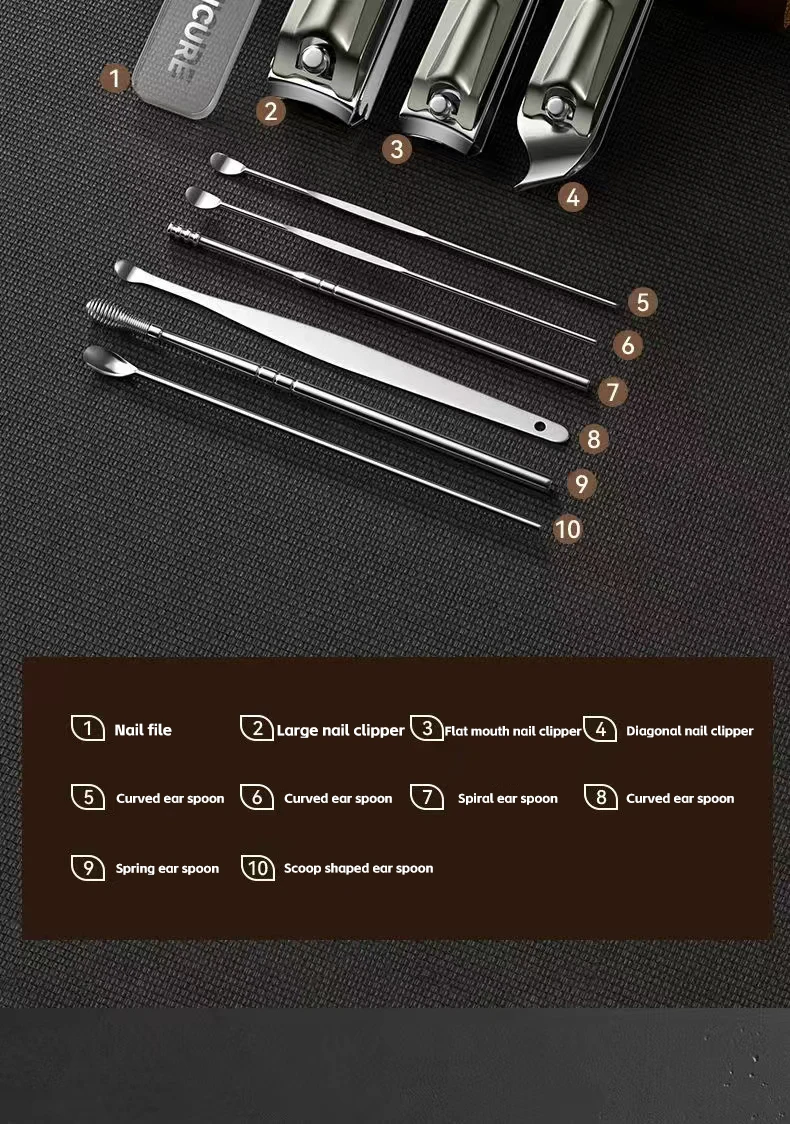 1
2
3
4
5
6
7
8
9
10
1 Nail file
2 Large nail clipper
3 Flat mouth nail clipper
4 Diagonal nail clipper
5 Curved ear spoon
6 Curved ear spoon
7 Spiral ear spoon
8 Curved ear spoon
9 Spring ear spoon
10 Scoop shaped ear spoon